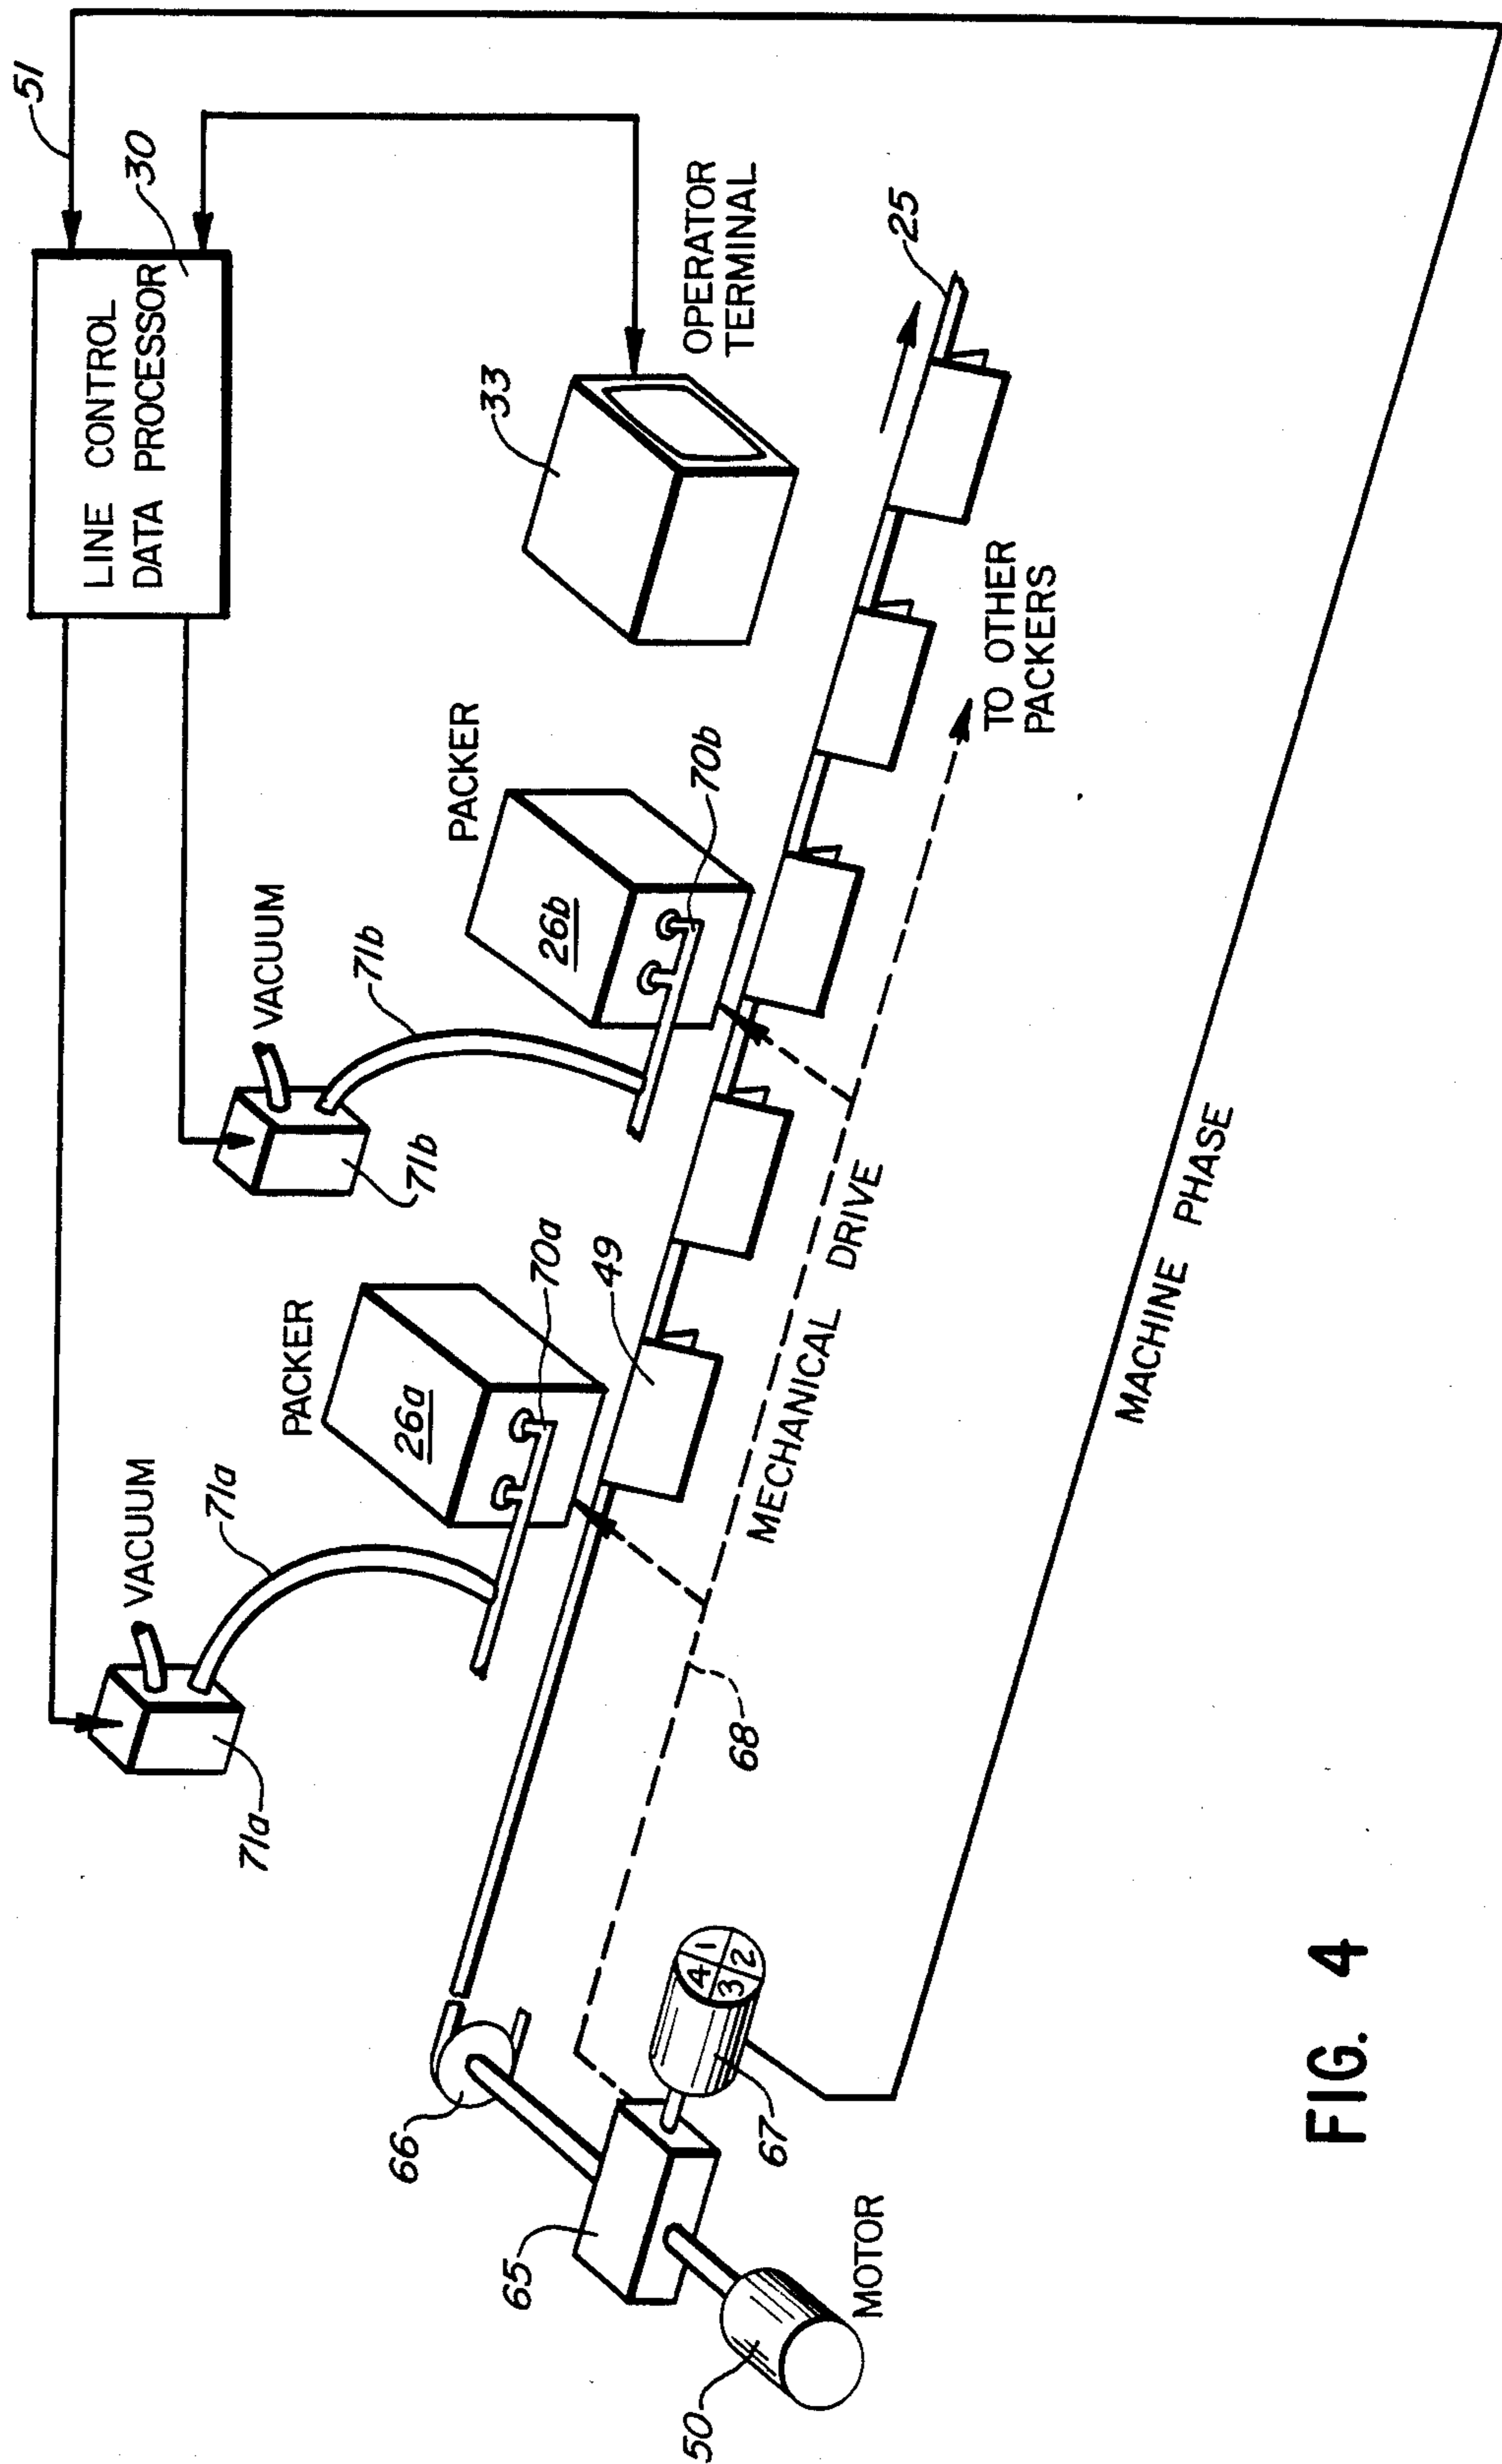 51
LINE CONTROL
DATA PROCESSOR
30
VACUUM
71a
71a
VACUUM
71b
71b
PACKER
26a
70a
PACKER
26b
70b
33
OPERATOR
TERMINAL
25
49
TO OTHER
PACKERS
MECHANICAL DRIVE
68
MACHINE PHASE
66
65
67
1
2
3
4
50
MOTOR
FIG. 4